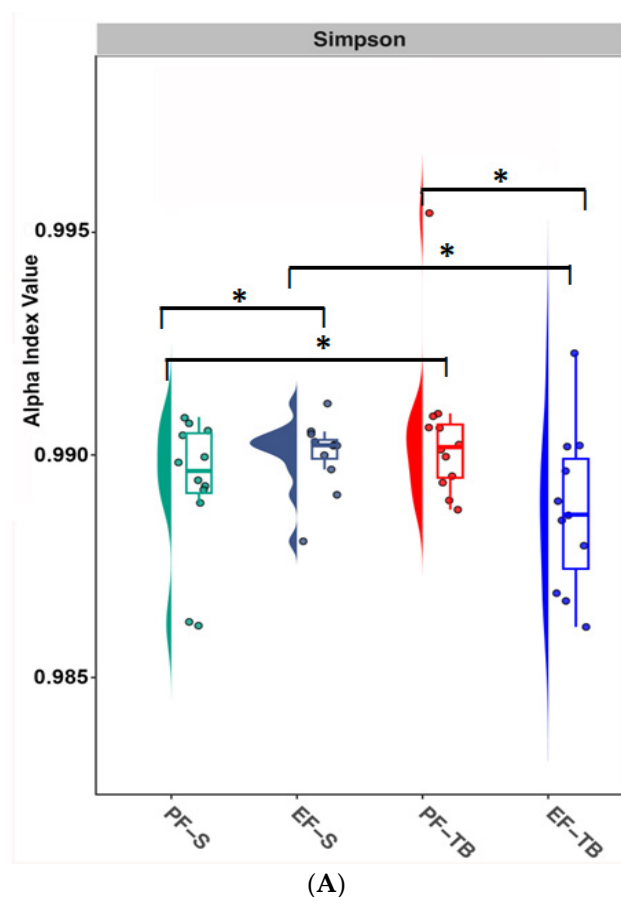 Simpson
Alpha Index Value
0.995
0.990
0.985
*
*
*
*
PF-S
EF-S
PF-TB
EF-TB
(A)